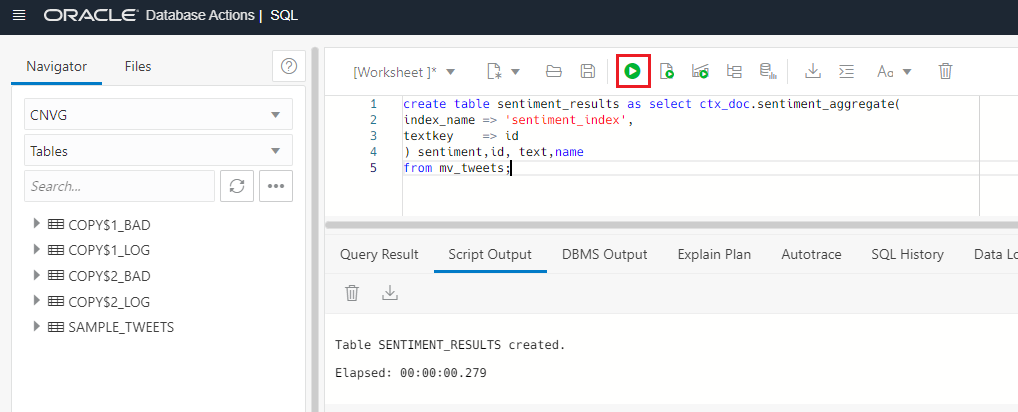 ORACLE Database Actions | SQL
Navigator Files
CNVG
Tables
Search...
COPY$1_BAD
COPY$1_LOG
COPY$2_BAD
COPY$2_LOG
SAMPLE_TWEETS
[Worksheet ]*
Aa
1 create table sentiment_results as select ctx_doc.sentiment_aggregate(
2 index_name => 'sentiment_index',
3 textkey    => id
4 ) sentiment,id, text,name
5 from mv_tweets;
Query Result Script Output DBMS Output Explain Plan Autotrace SQL History Data Lo
Table SENTIMENT_RESULTS created.
Elapsed: 00:00:00.279